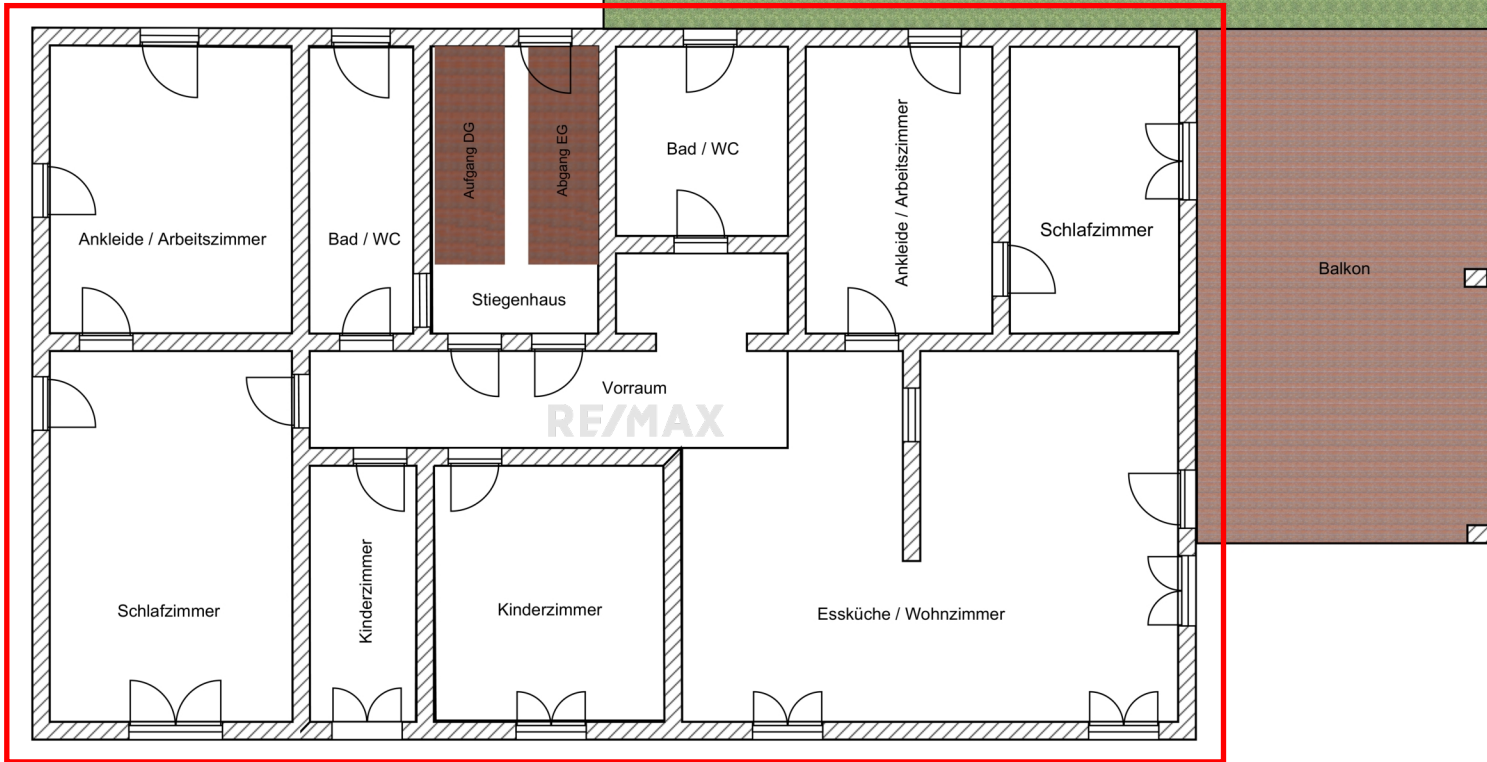 Aufgang DG
Abgang EG
Bad / WC
Ankleide / Arbeitszimmer
Ankleide / Arbeitszimmer
Bad / WC
Schlafzimmer
Balkon
Stiegenhaus
Vorraum
RE/MAX
Schlafzimmer
Kinderzimmer
Kinderzimmer
Essküche / Wohnzimmer